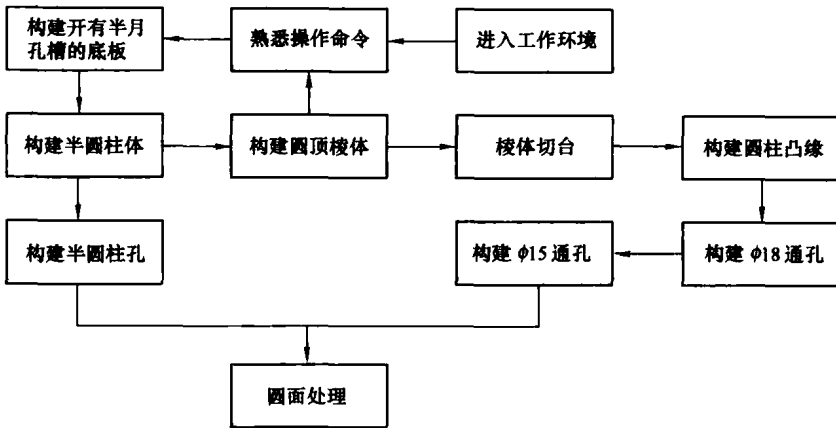 构建开有半月
孔槽的底板
熟悉操作命令
进入工作环境
构建半圆柱体
构建圆顶棱体
棱体切台
构建圆柱凸缘
构建半圆柱孔
构建 ϕ15 通孔
构建 ϕ18 通孔
圆面处理